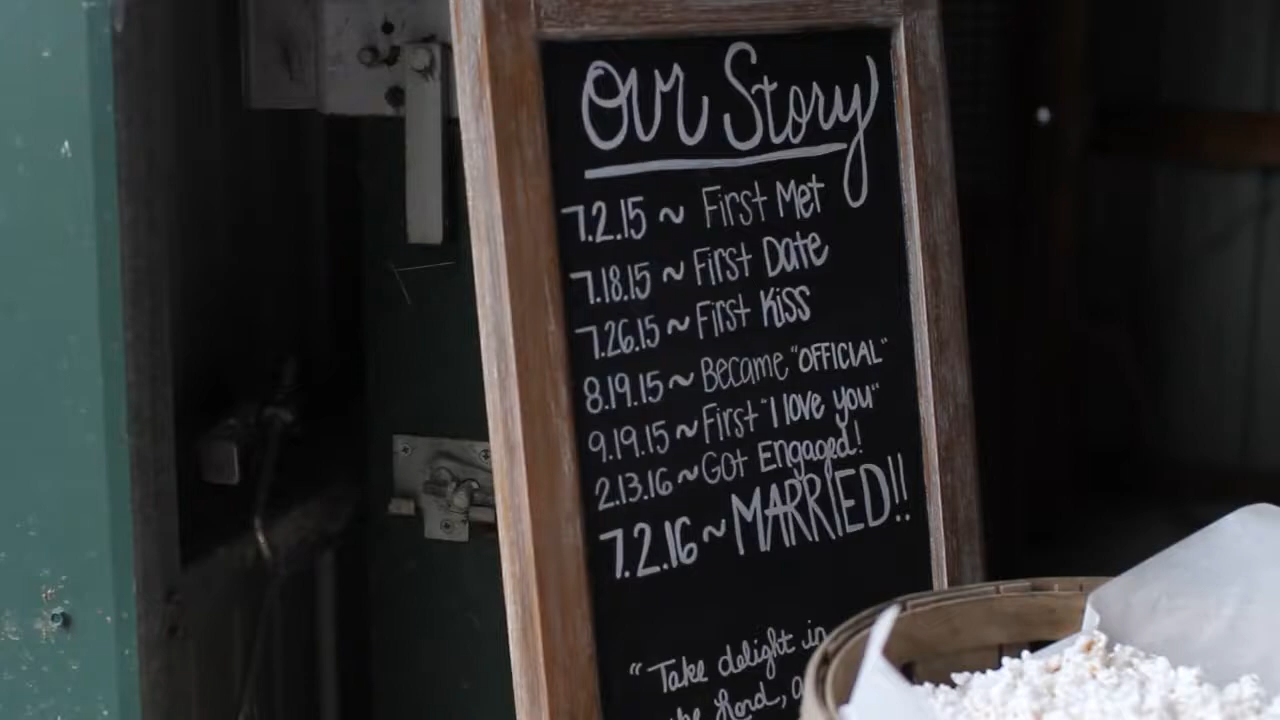 Our Story
7.2.15 ~ First Met
7.18.15 ~ First Date
7.26.15 ~ First Kiss
8.19.15 ~ Became "OFFICIAL"
9.19.15 ~ First "I love you"
2.13.16 ~ Got Engaged!
7.2.16 ~ MARRIED!!
"Take delight in
the Lord, a